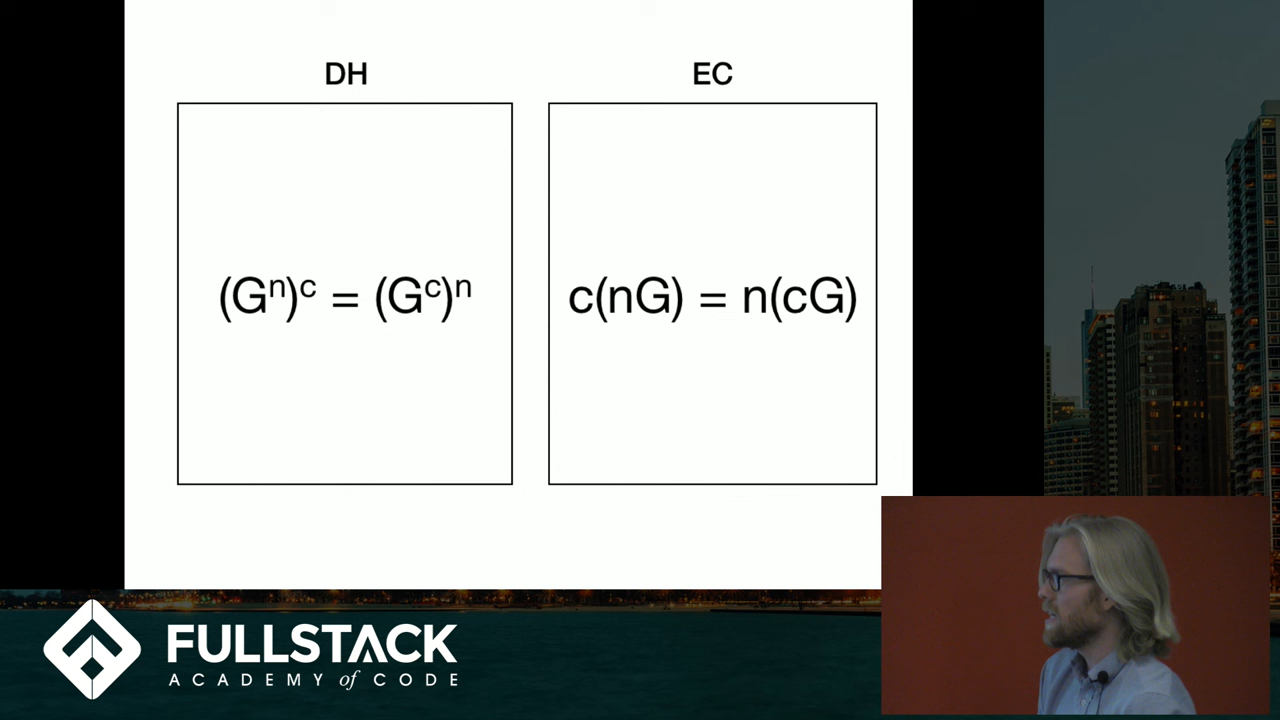 DH
EC
(Gⁿ)ᶜ = (Gᶜ)ⁿ
c(nG) = n(cG)
FULLSTACK
ACADEMY of CODE